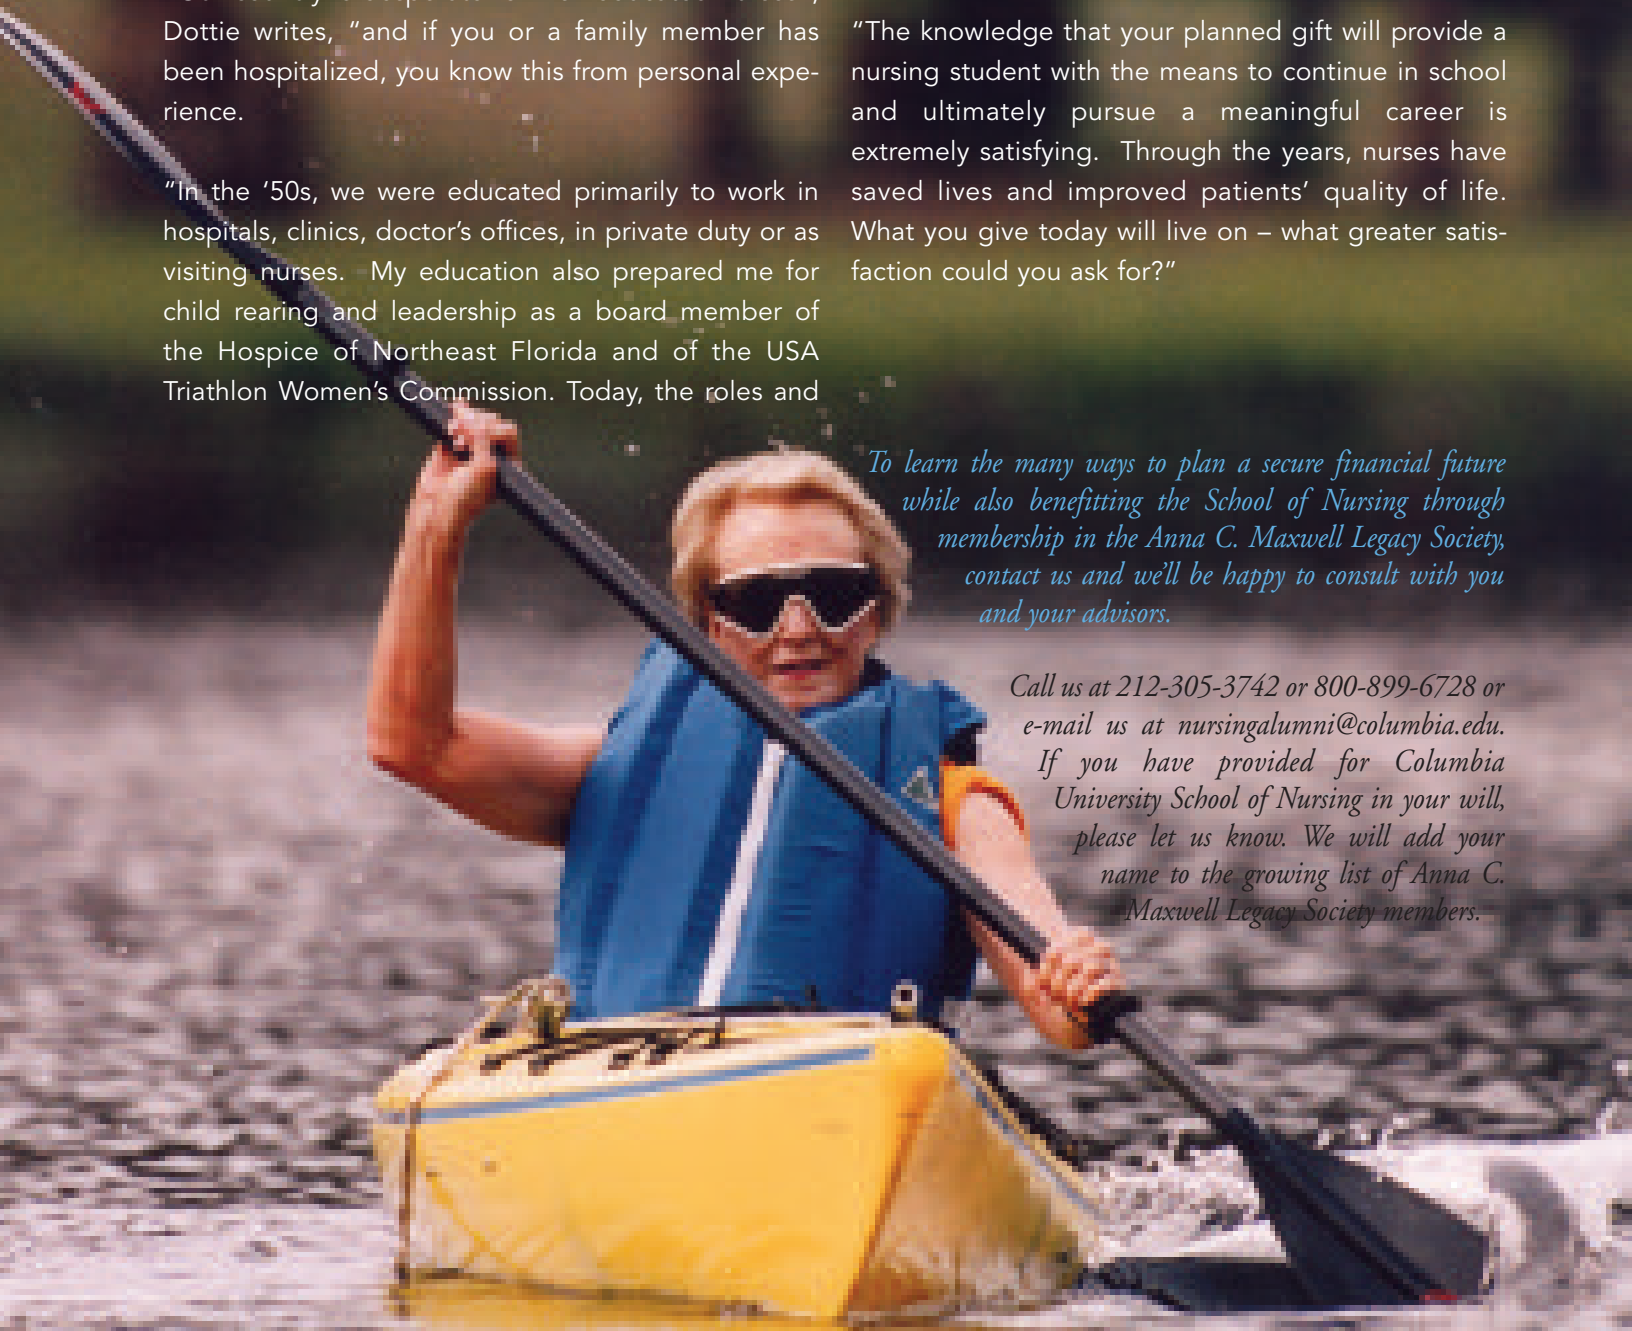 Dottie writes, “and if you or a family member has
been hospitalized, you know this from personal expe-
rience.
“In the ‘50s, we were educated primarily to work in
hospitals, clinics, doctor’s offices, in private duty or as
visiting nurses.  My education also prepared me for
child rearing and leadership as a board member of
the Hospice of Northeast Florida and of the USA
Triathlon Women’s Commission. Today, the roles and
“The knowledge that your planned gift will provide a
nursing student with the means to continue in school
and ultimately pursue a meaningful career is
extremely satisfying.  Through the years, nurses have
saved lives and improved patients’ quality of life.
What you give today will live on – what greater satis-
faction could you ask for?”
To learn the many ways to plan a secure financial future
while also benefitting the School of Nursing through
membership in the Anna C. Maxwell Legacy Society,
contact us and we’ll be happy to consult with you
and your advisors.
Call us at 212-305-3742 or 800-899-6728 or
e-mail us at nursingalumni@columbia.edu.
If you have provided for Columbia
University School of Nursing in your will,
please let us know. We will add your
name to the growing list of Anna C.
Maxwell Legacy Society members.